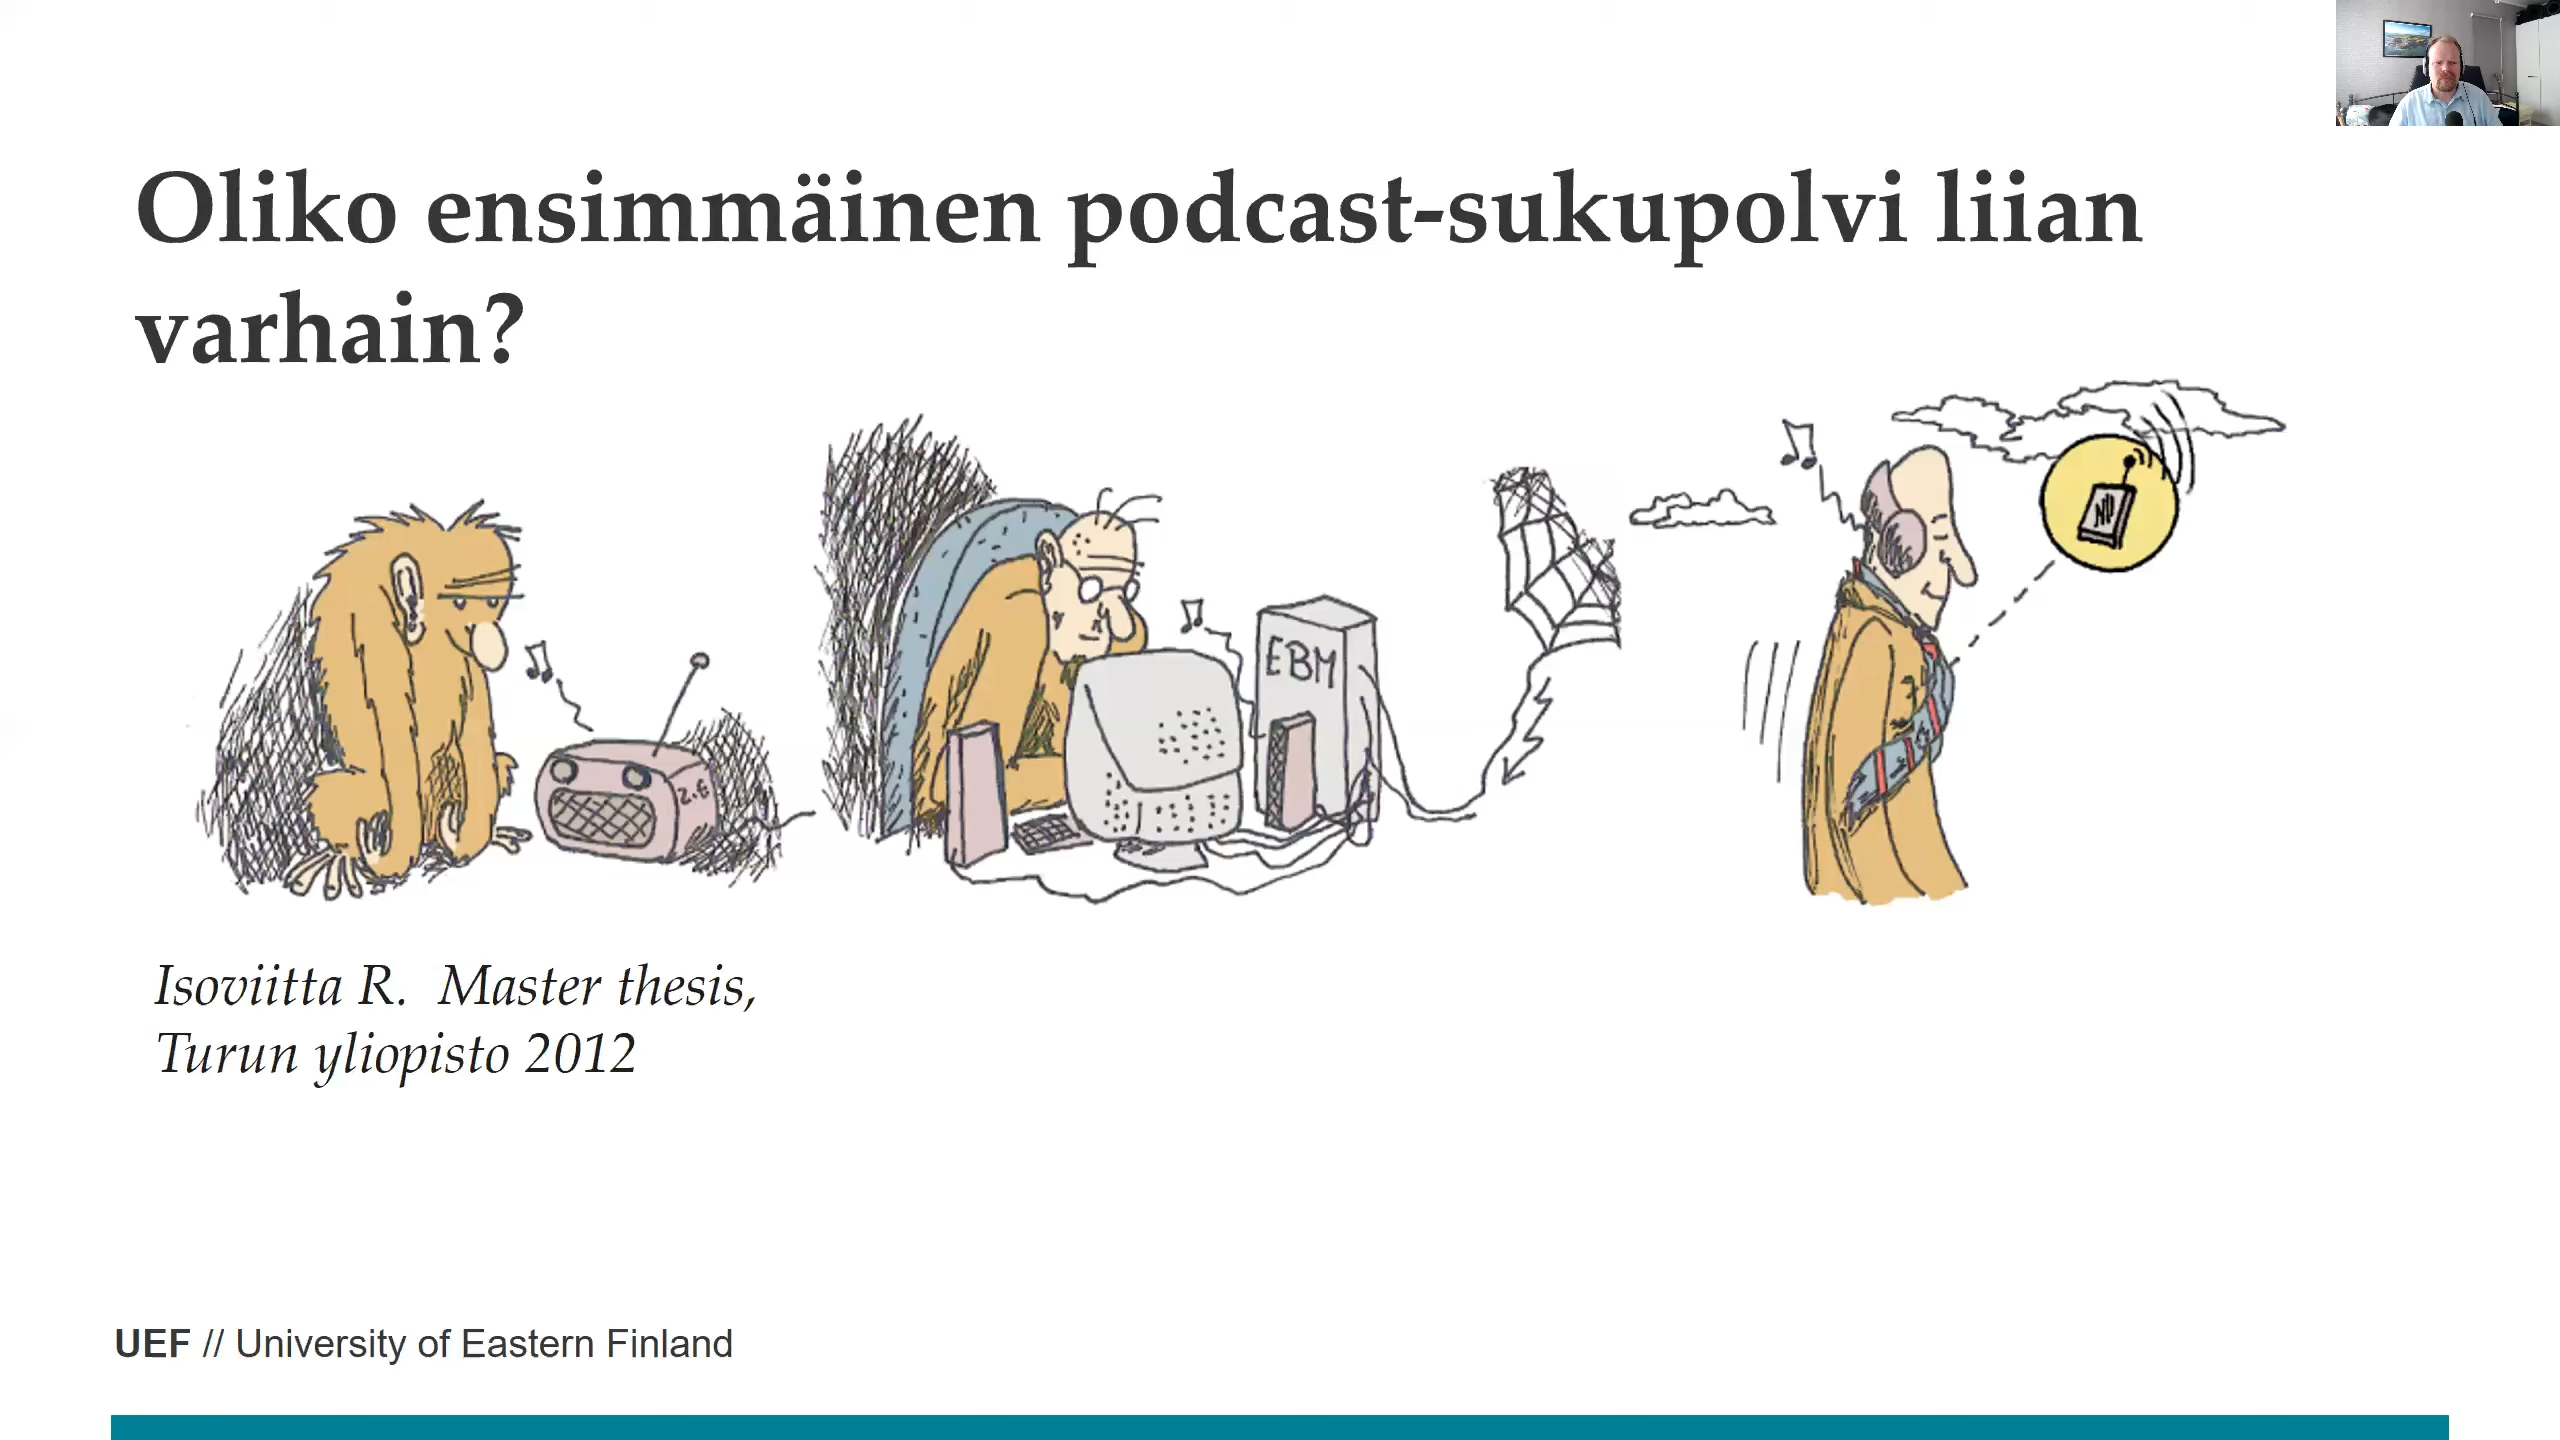 Oliko ensimmäinen podcast-sukupolvi liian
varhain?
EBM
Isoviitta R. Master thesis,
Turun yliopisto 2012
UEF // University of Eastern Finland